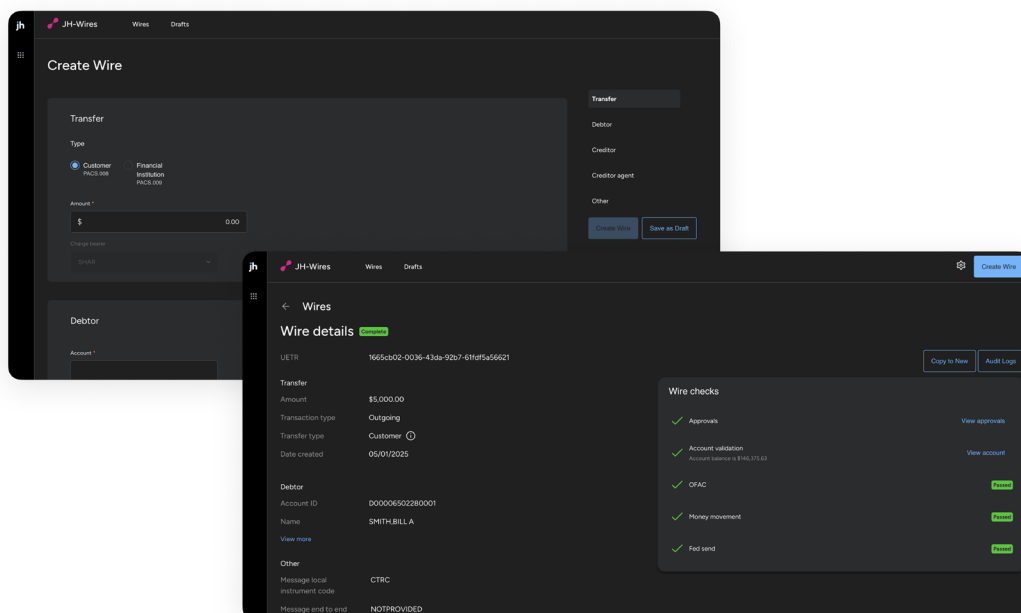 jh
JH-Wires
Wires
Drafts
Create Wire
Transfer
Type
Customer
PACS.008
Financial
Institution
PACS.009
Amount *
$
0.00
Charge bearer
SHAR
Debtor
Account *
Transfer
Debtor
Creditor
Creditor agent
Other
Create Wire
Save as Draft
jh
JH-Wires
Wires
Drafts
Create Wire
Wires
Wire details
Complete
UETR
1665cb02-0036-43da-92b7-61fdf5a56621
Copy to New
Audit Logs
Transfer
Amount
$5,000.00
Transaction type
Outgoing
Transfer type
Customer
Date created
05/01/2025
Debtor
Account ID
D00006502280001
Name
SMITH,BILL A
View more
Other
Message local
instrument code
CTRC
Message end to end
NOTPROVIDED
Wire checks
Approvals
View approvals
Account validation
Account balance is $146,375.63
View account
OFAC
Passed
Money movement
Passed
Fed send
Passed